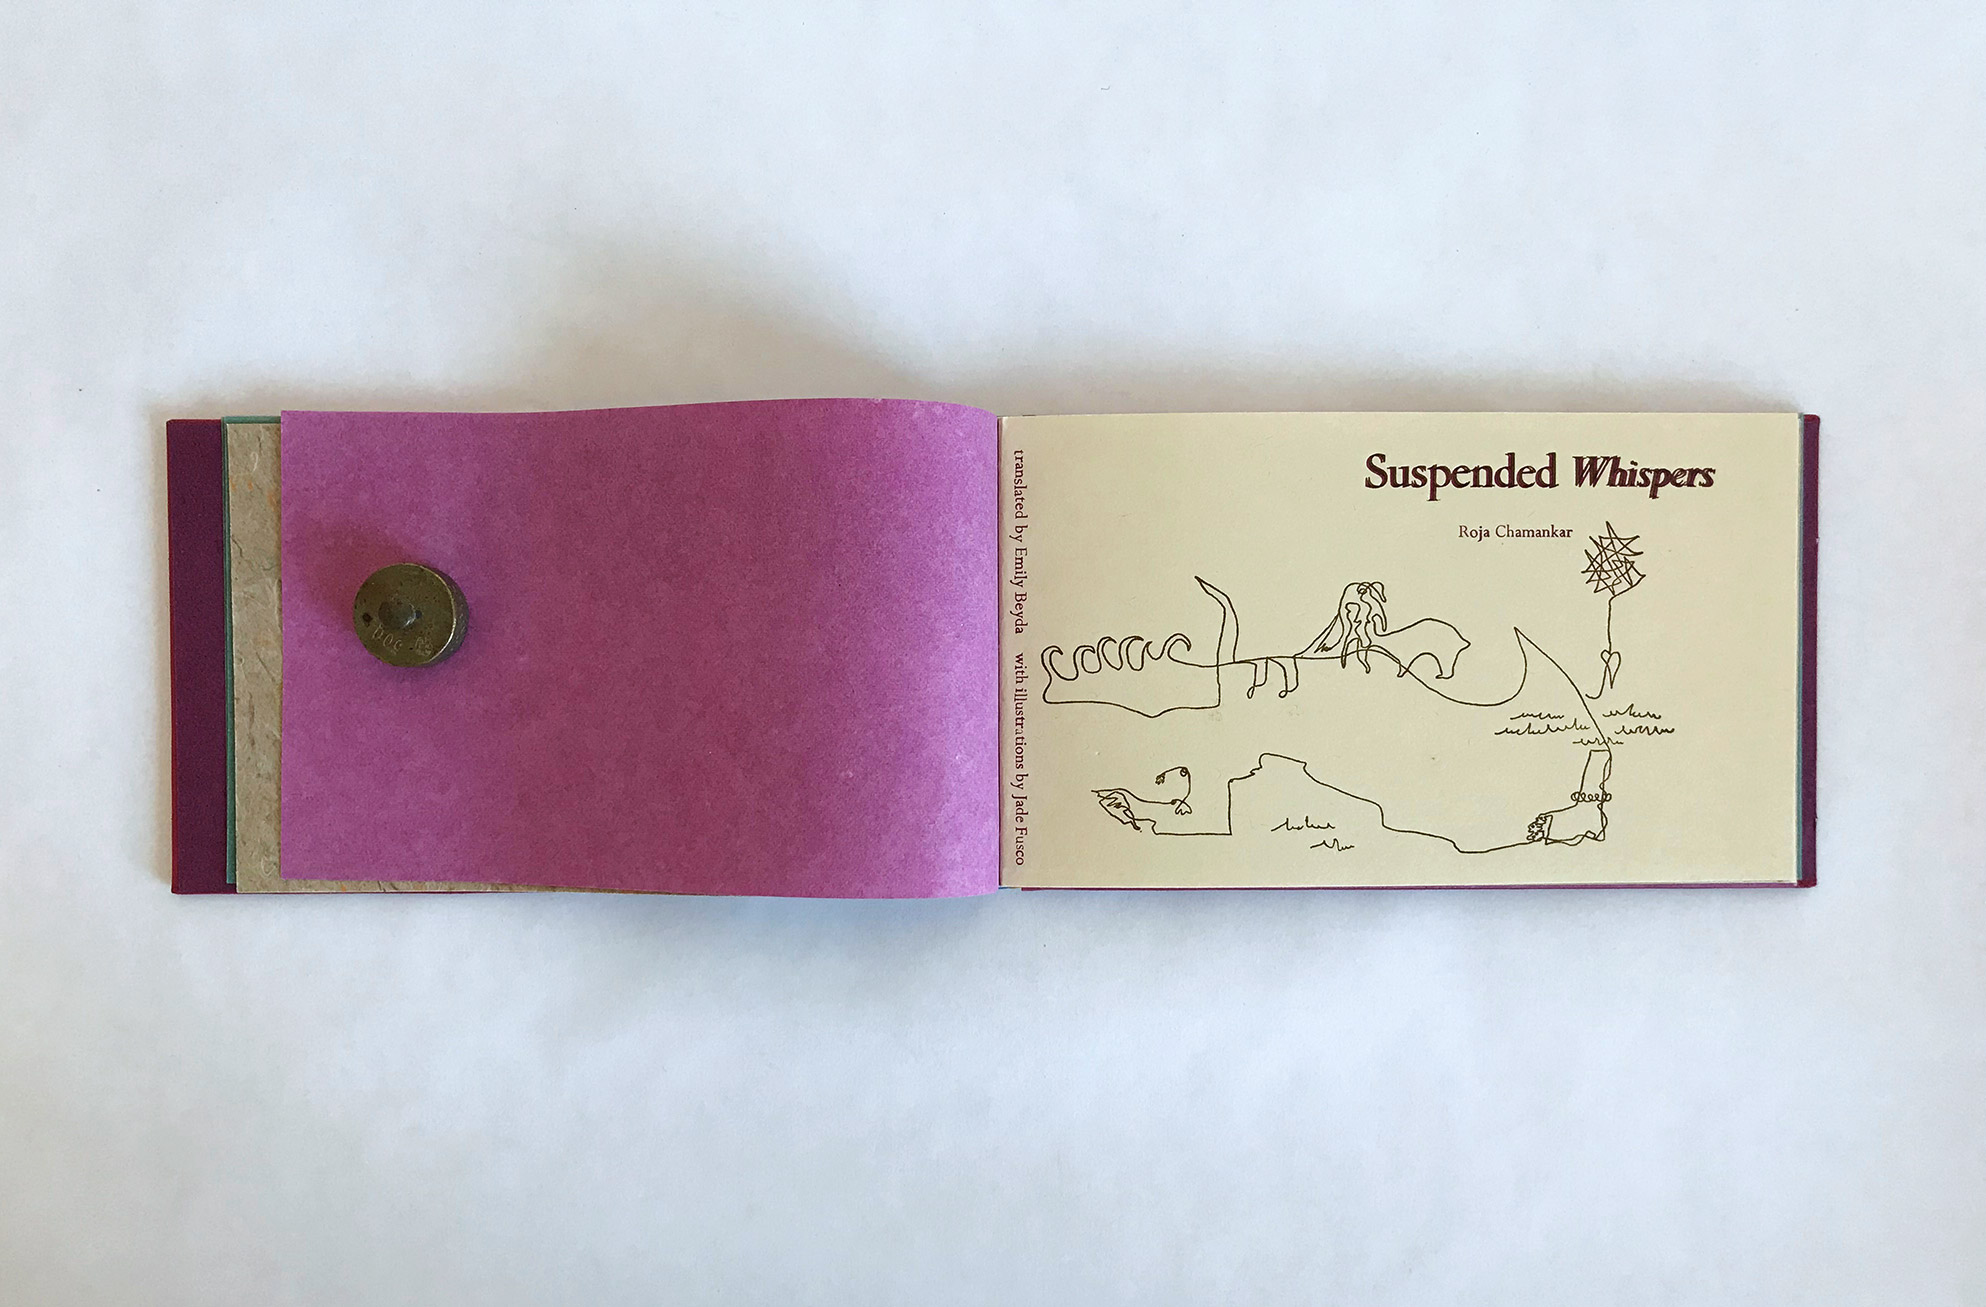 Suspended Whispers
Roja Chamankar
translated by Emily Beyda with illustrations by Jade Fusco